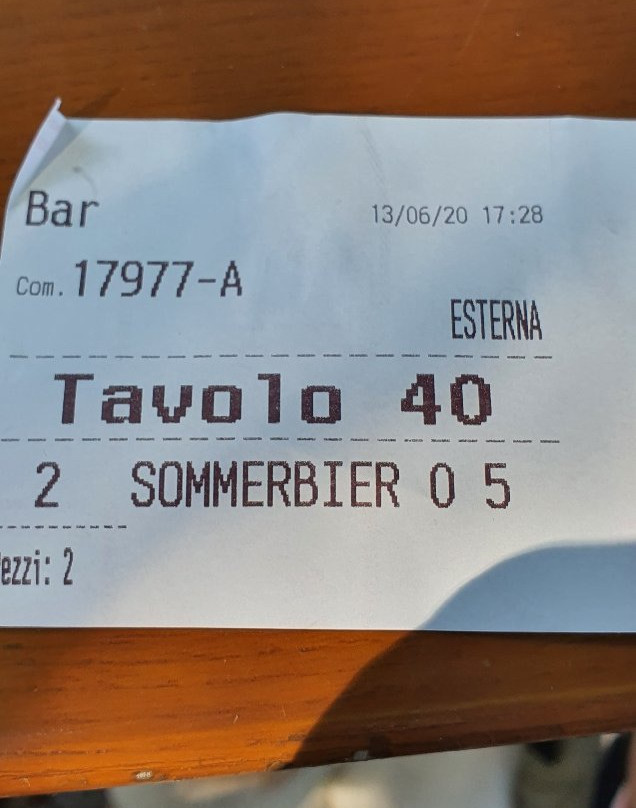 Bar 13/06/20 17:28
Com. 17977-A
ESTERNA
Tavolo 40
2 SOMMERBIER 0 5
ezzi: 2